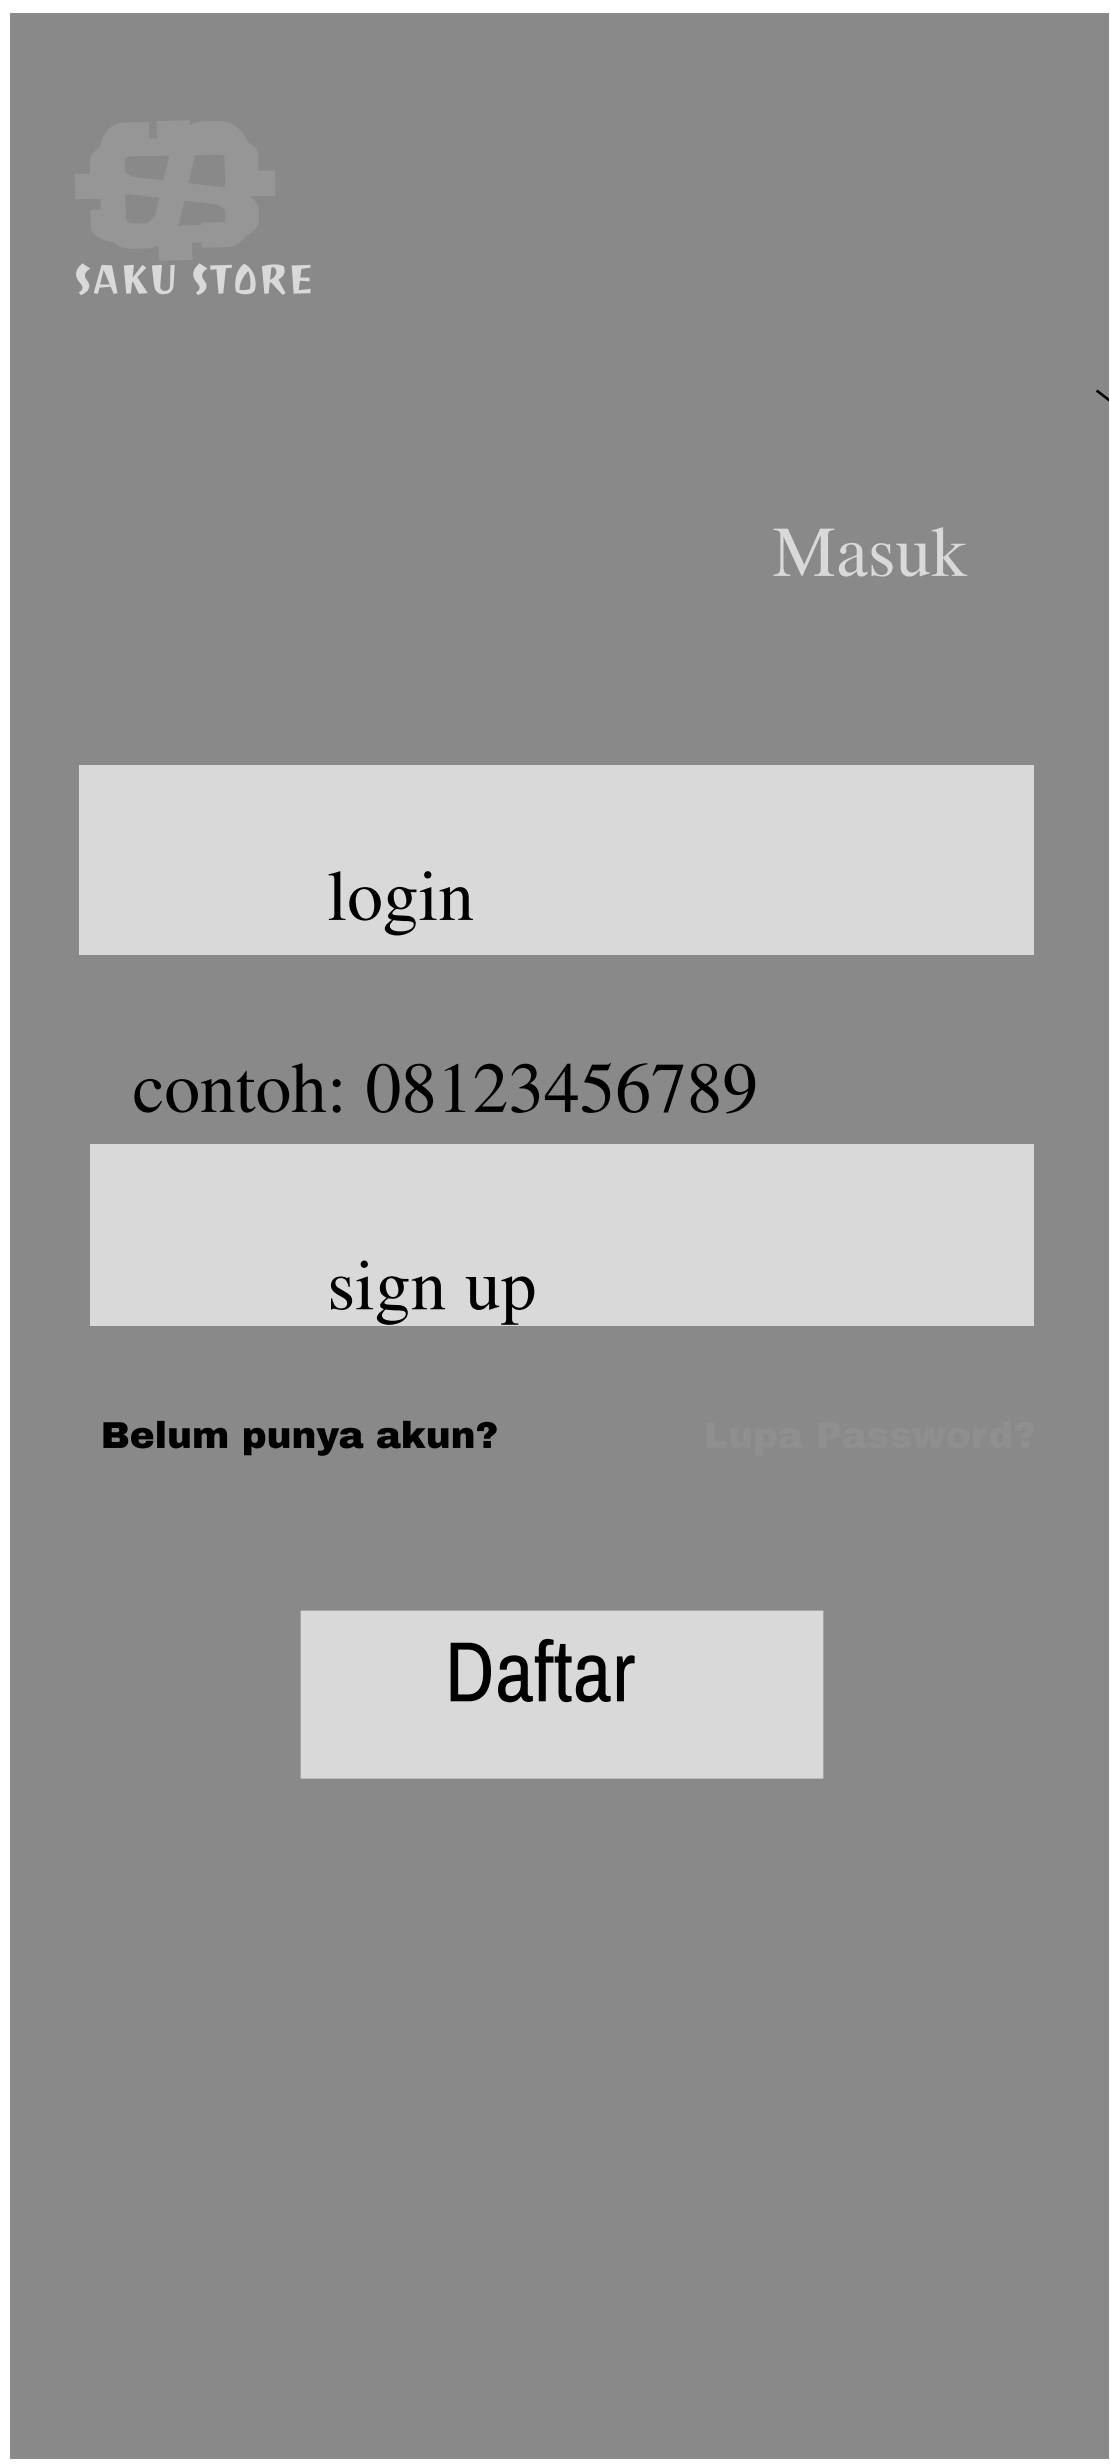 SAKU STORE
Masuk
login
contoh: 08123456789
sign up
Belum punya akun? Lupa Password?
Daftar